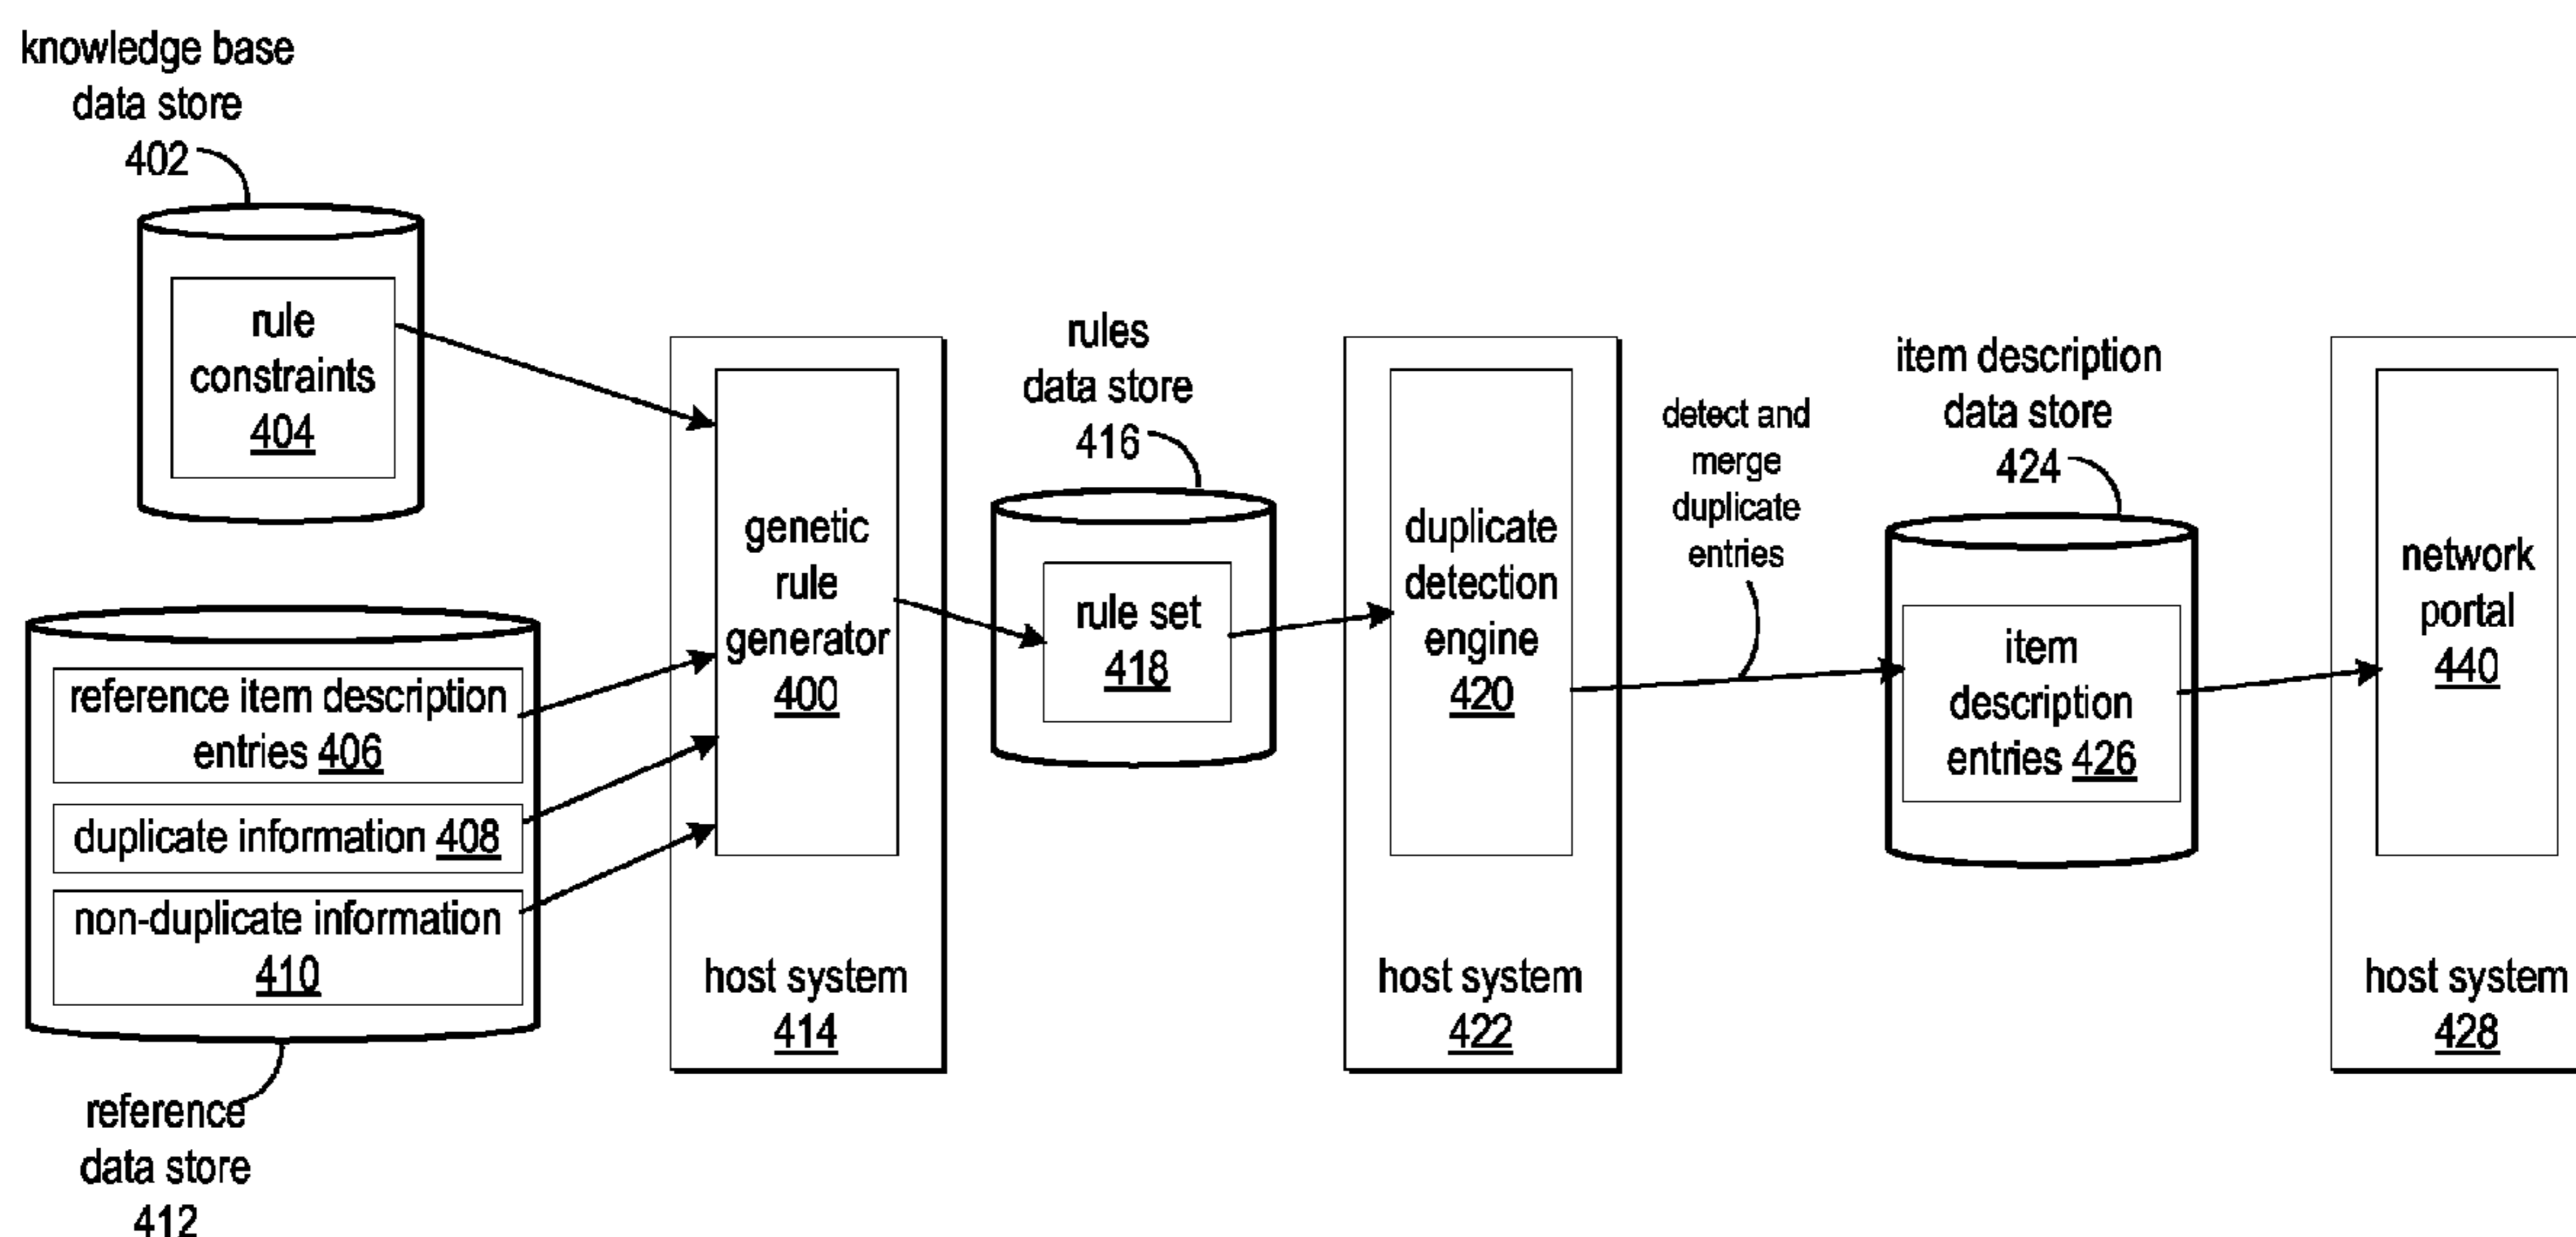 knowledge base
data store
402
rule
constraints
404
reference item description
entries 406
duplicate information 408
non-duplicate information
410
reference
data store
412
genetic
rule
generator
400
host system
414
rules
data store
416
rule set
418
duplicate
detection
engine
420
host system
422
detect and
merge
duplicate
entries
item description
data store
424
item
description
entries 426
network
portal
440
host system
428